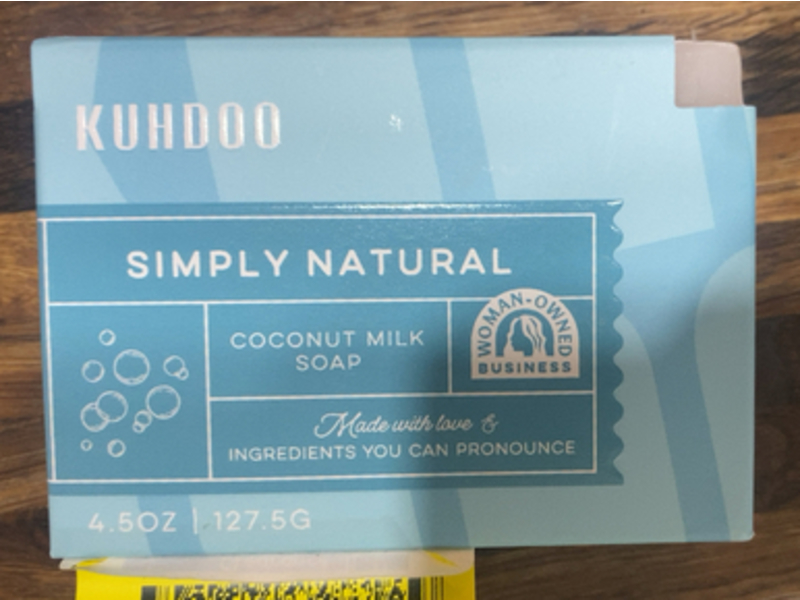 KUHDOO
SIMPLY NATURAL
COCONUT MILK
SOAP
WOMAN-OWNED
BUSINESS
Made with love &
INGREDIENTS YOU CAN PRONOUNCE
4.5OZ | 127.5G